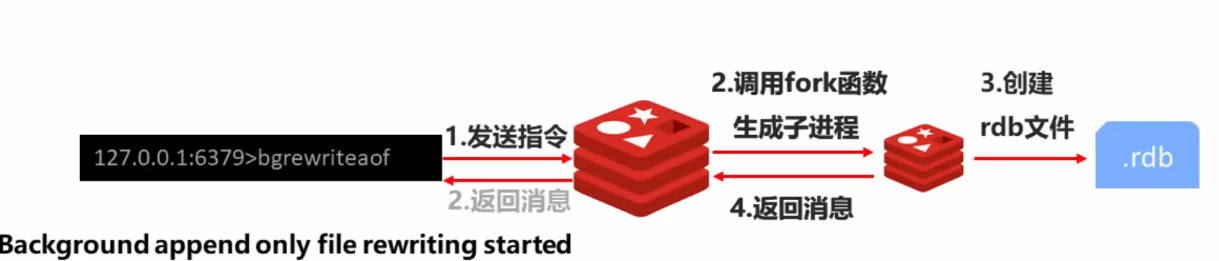 127.0.0.1:6379>bgrewriteaof
1.发送指令
2.返回消息
2.调用fork函数
生成子进程
4.返回消息
3.创建
rdb文件
.rdb
Background append only file rewriting started